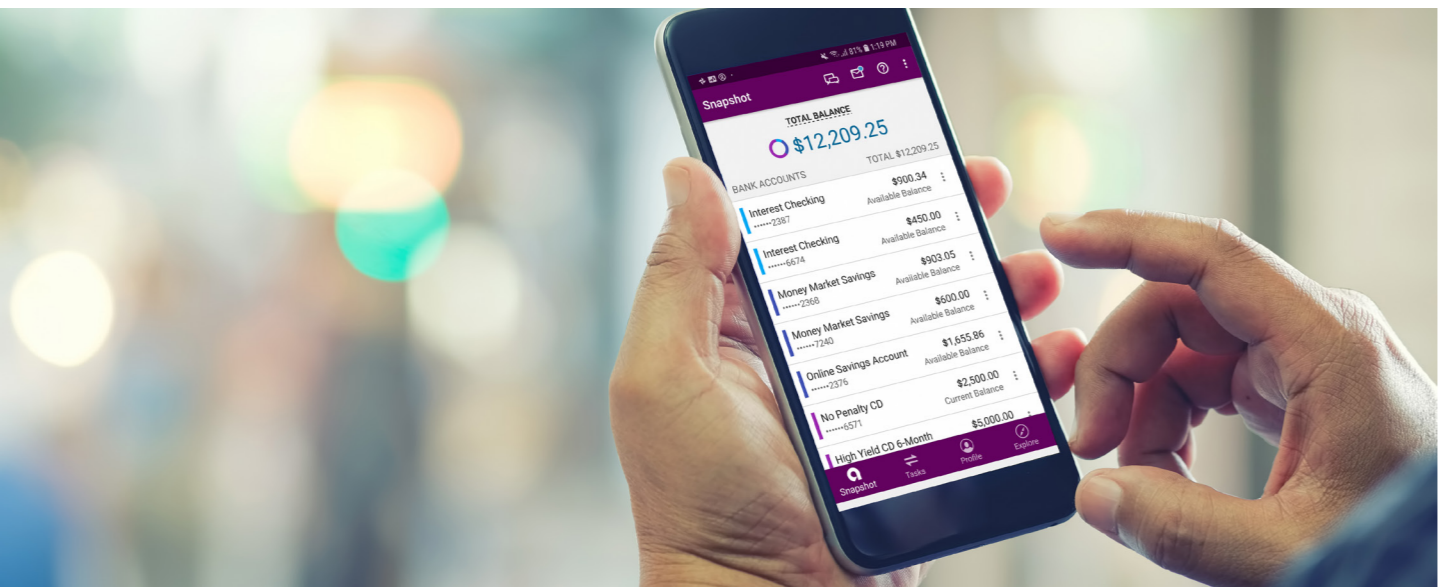 81% 1:19 PM
Snapshot
TOTAL BALANCE
$12,209.25
BANK ACCOUNTS TOTAL $12,209.25
Interest Checking $900.34
••••••2387 Available Balance
Interest Checking $450.00
••••••6674 Available Balance
Money Market Savings $903.05
••••••2368 Available Balance
Money Market Savings $600.00
••••••7240 Available Balance
Online Savings Account $1,655.86
••••••2376 Available Balance
No Penalty CD $2,500.00
••••••6571 Current Balance
High Yield CD 6-Month $5,000.00
Snapshot Tasks Profile Explore